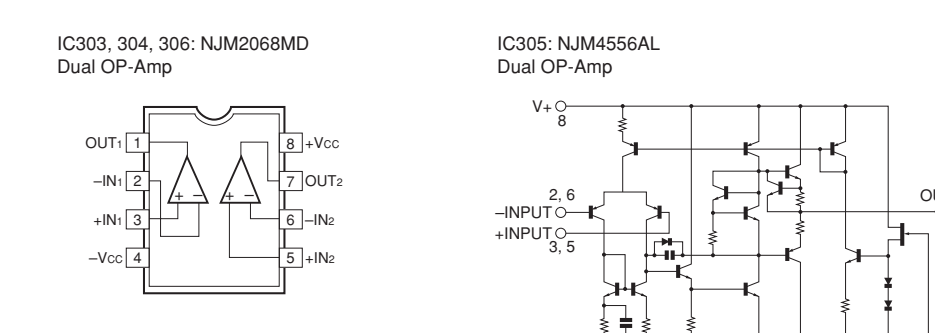 IC303, 304, 306: NJM2068MD
Dual OP-Amp
OUT1 1
–IN1 2
+IN1 3
–VCC 4
8 +VCC
7 OUT2
6 –IN2
5 +IN2
+ –
+ –
IC305: NJM4556AL
Dual OP-Amp
V+
8
2, 6
–INPUT
+INPUT
3, 5